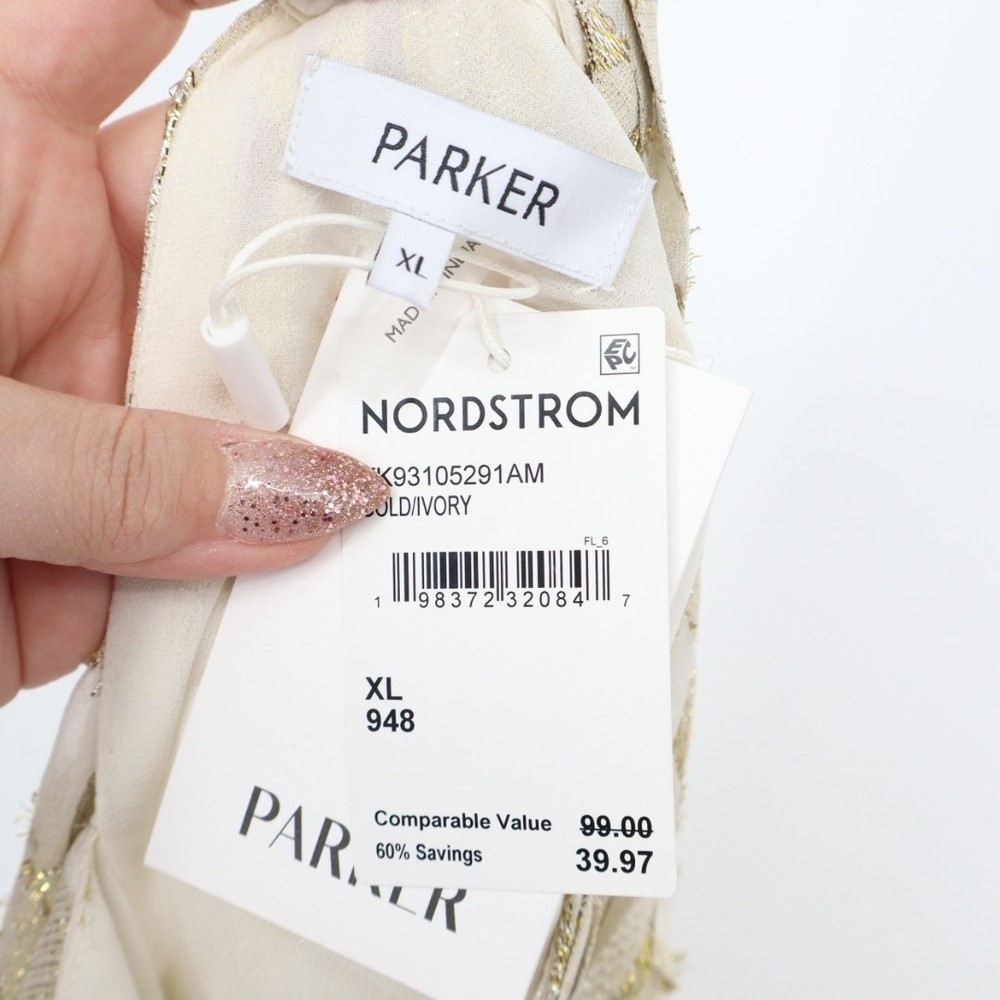 PARKER
XL
MADE IN INDIA
EPC
NORDSTROM
K93105291AM
GOLD/IVORY
FL_6
1 98372 32084 7
XL
948
Comparable Value 99.00
60% Savings 39.97
PARKER